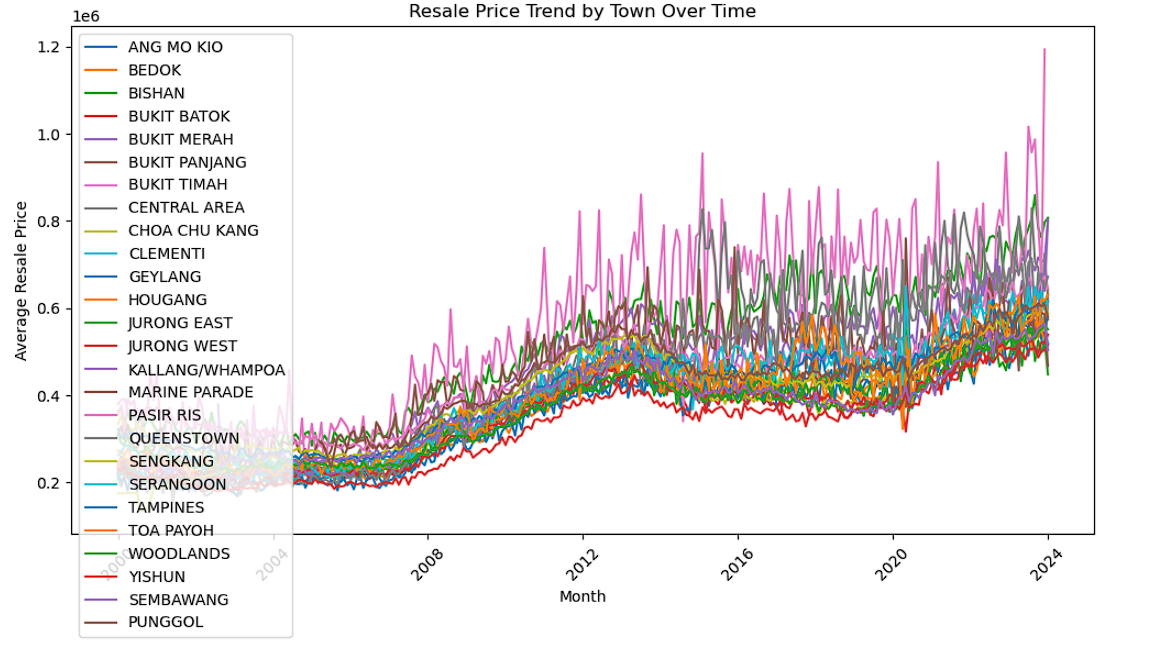 Resale Price Trend by Town Over Time
1e6
1.2
1.0
0.8
0.6
0.4
0.2
Average Resale Price
ANG MO KIO
BEDOK
BISHAN
BUKIT BATOK
BUKIT MERAH
BUKIT PANJANG
BUKIT TIMAH
CENTRAL AREA
CHOA CHU KANG
CLEMENTI
GEYLANG
HOUGANG
JURONG EAST
JURONG WEST
KALLANG/WHAMPOA
MARINE PARADE
PASIR RIS
QUEENSTOWN
SENGKANG
SERANGOON
TAMPINES
TOA PAYOH
WOODLANDS
YISHUN
SEMBAWANG
PUNGGOL
2000
2004
2008
2012
2016
2020
2024
Month